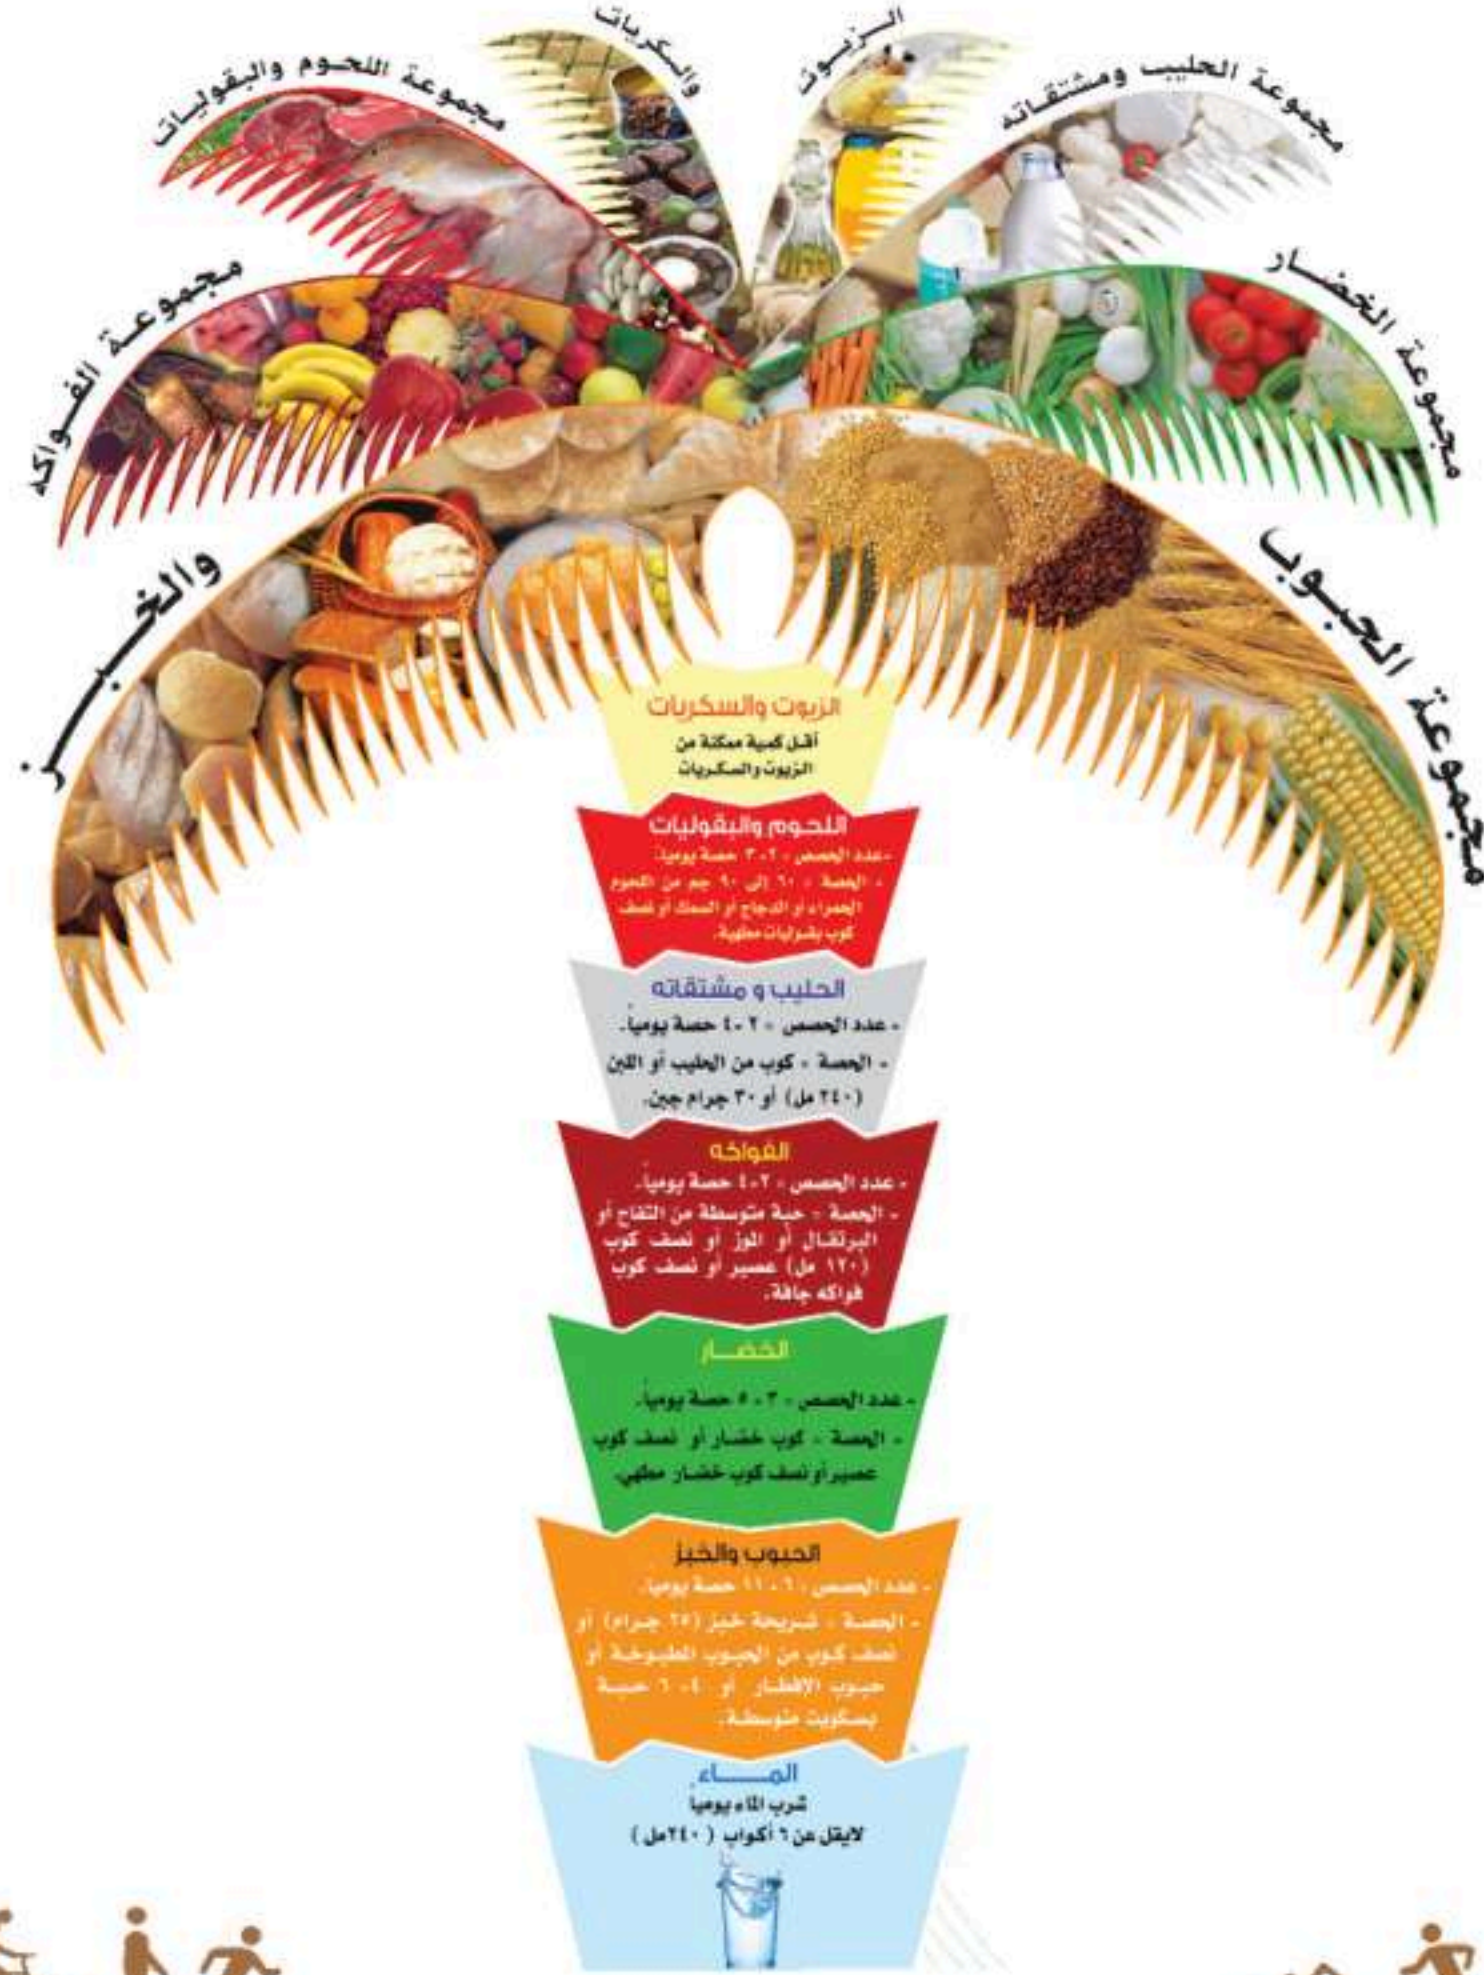 والسكريات
الزيوت
مجموعة اللحوم والبقوليات
مجموعة الحليب ومشتقاته
مجموعة الفواكه
مجموعة الخضار
مجموعة الحبوب
والخبز
الزيوت والسكريات
أقل كمية ممكنة من
الزيوت والسكريات
اللحوم والبقوليات
-عدد الحصص = ٢-٣ حصة يومياً.
- الحصة = ٦٠ إلى ٩٠ جم من اللحوم
الحمراء أو الدجاج أو السمك أو نصف
كوب بقوليات مطهية.
الحليب و مشتقاته
- عدد الحصص = ٢-٤ حصة يومياً.
- الحصة = كوب من الحليب أو اللبن
(٢٤٠ مل) أو ٣٠ جرام جبن.
الفواكه
- عدد الحصص = ٢-٤ حصة يومياً.
- الحصة = حبة متوسطة من التفاح أو
البرتقال أو الموز أو نصف كوب
(١٢٠ مل) عصير أو نصف كوب
فواكه جافة.
الخضار
- عدد الحصص = ٣-٥ حصة يومياً.
- الحصة = كوب خضار أو نصف كوب
عصير أو نصف كوب خضار مطهي.
الحبوب والخبز
- عدد الحصص = ٦-١١ حصة يومياً.
- الحصة = شريحة خبز (٢٥ جرام) أو
نصف كوب من الحبوب المطبوخة أو
حبوب الإفطار أو ٤-٦ حبة
بسكويت متوسطة.
الماء
شرب الماء يومياً
لايقل عن ٦ أكواب (٢٤٠مل)